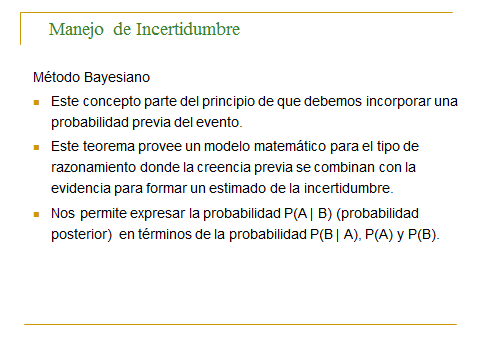 Manejo de Incertidumbre
Método Bayesiano
Este concepto parte del principio de que debemos incorporar una
probabilidad previa del evento.
Este teorema provee un modelo matemático para el tipo de
razonamiento donde la creencia previa se combinan con la
evidencia para formar un estimado de la incertidumbre.
Nos permite expresar la probabilidad P(A | B) (probabilidad
posterior) en términos de la probabilidad P(B | A), P(A) y P(B).